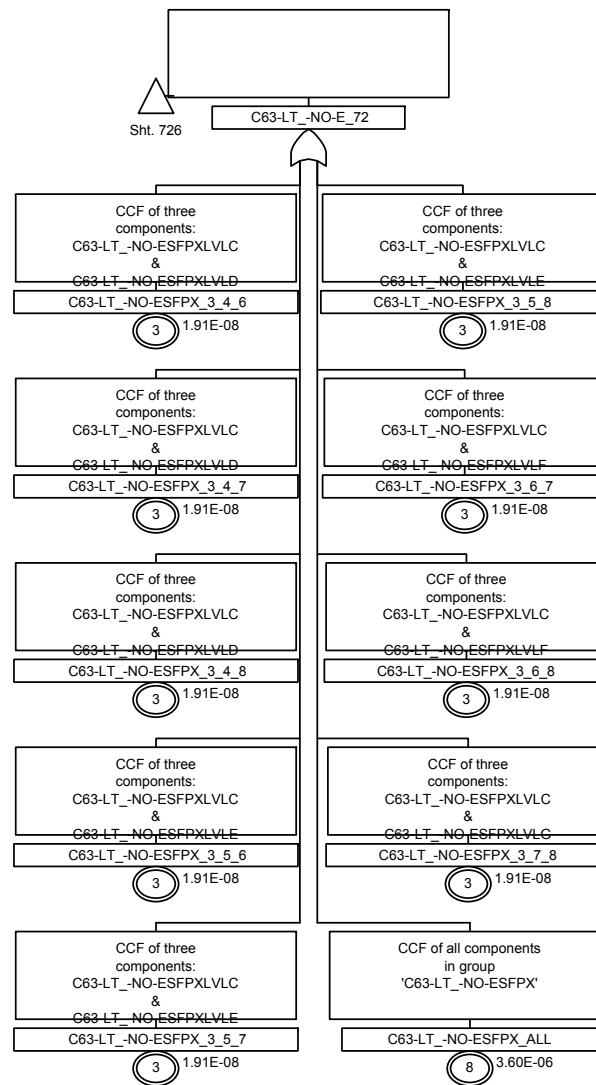 Sht. 726
C63-LT_-NO-E_72
CCF of three
components:
C63-LT_-NO-ESFPXLVLC
&
C63-LT_-NO-ESFPXLVLD
C63-LT_-NO-ESFPX_3_4_6
3
1.91E-08
CCF of three
components:
C63-LT_-NO-ESFPXLVLC
&
C63-LT_-NO-ESFPXLVLE
C63-LT_-NO-ESFPX_3_5_8
3
1.91E-08
CCF of three
components:
C63-LT_-NO-ESFPXLVLC
&
C63-LT_-NO-ESFPXLVLD
C63-LT_-NO-ESFPX_3_4_7
3
1.91E-08
CCF of three
components:
C63-LT_-NO-ESFPXLVLC
&
C63-LT_-NO-ESFPXLVLF
C63-LT_-NO-ESFPX_3_6_7
3
1.91E-08
CCF of three
components:
C63-LT_-NO-ESFPXLVLC
&
C63-LT_-NO-ESFPXLVLD
C63-LT_-NO-ESFPX_3_4_8
3
1.91E-08
CCF of three
components:
C63-LT_-NO-ESFPXLVLC
&
C63-LT_-NO-ESFPXLVLF
C63-LT_-NO-ESFPX_3_6_8
3
1.91E-08
CCF of three
components:
C63-LT_-NO-ESFPXLVLC
&
C63-LT_-NO-ESFPXLVLE
C63-LT_-NO-ESFPX_3_5_6
3
1.91E-08
CCF of three
components:
C63-LT_-NO-ESFPXLVLC
&
C63-LT_-NO-ESFPXLVLG
C63-LT_-NO-ESFPX_3_7_8
3
1.91E-08
CCF of three
components:
C63-LT_-NO-ESFPXLVLC
&
C63-LT_-NO-ESFPXLVLE
C63-LT_-NO-ESFPX_3_5_7
3
1.91E-08
CCF of all components
in group
'C63-LT_-NO-ESFPX'
C63-LT_-NO-ESFPX_ALL
8
3.60E-06